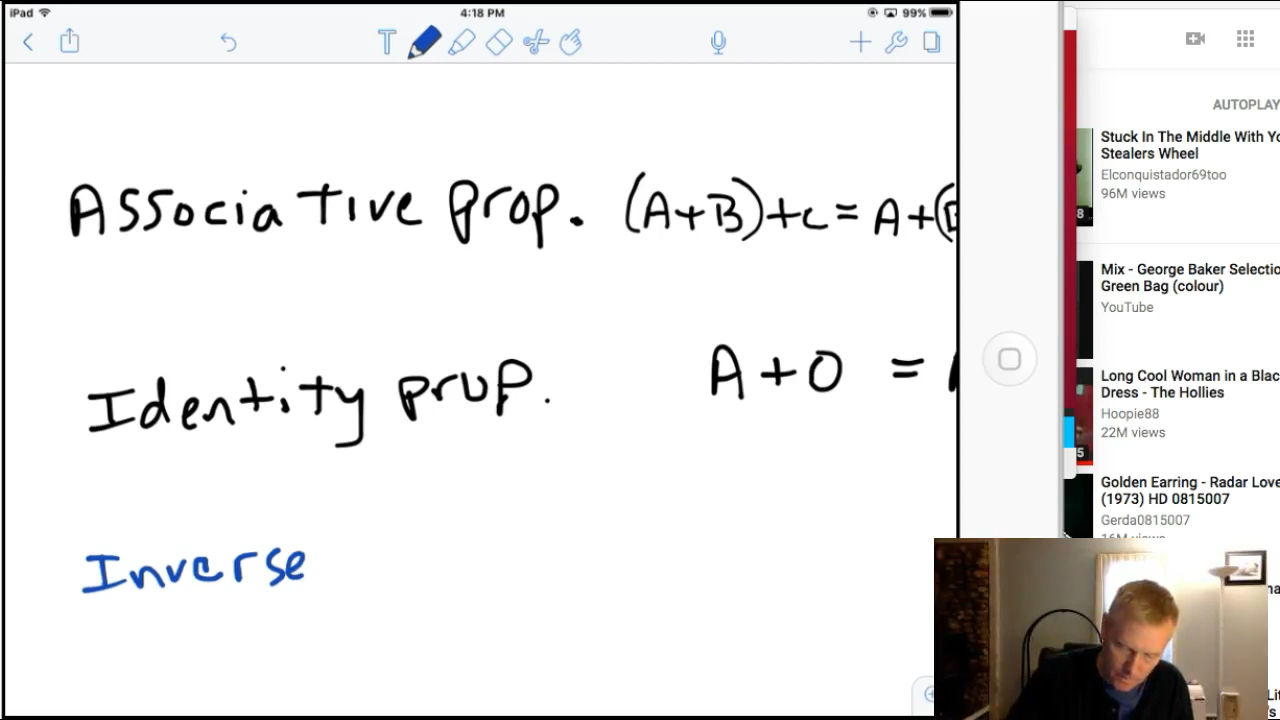 iPad 4:18 PM 99%
T
Associative prop. (A+B)+C = A+(B
Identity prop. A+0 =
Inverse
AUTOPLAY
Stuck In The Middle With Yo
Stealers Wheel
Elconquistador69too
96M views
8
Mix - George Baker Selectio
Green Bag (colour)
YouTube
Long Cool Woman in a Blac
Dress - The Hollies
Hoopie88
22M views
5
Golden Earring - Radar Love
(1973) HD 0815007
Gerda0815007